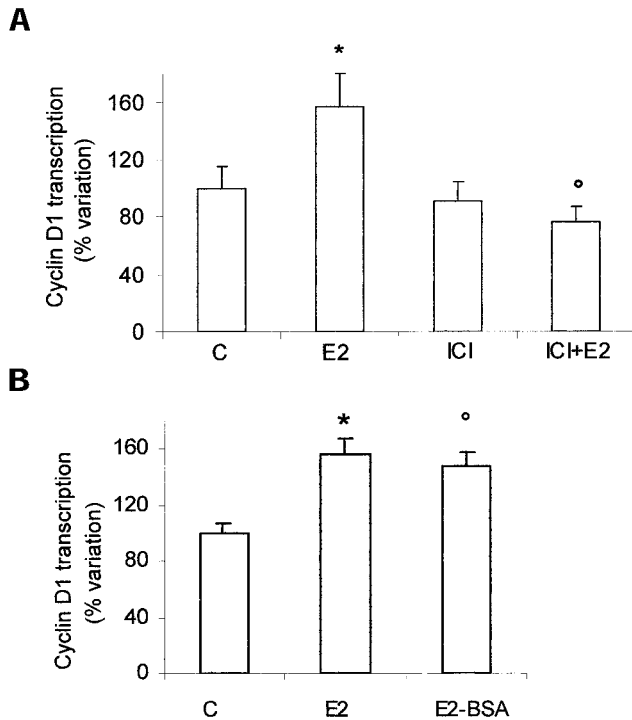 A
Cyclin D1 transcription
(% variation)
160
120
80
40
0
*
°
C
E2
ICI
ICI+E2
B
Cyclin D1 transcription
(% variation)
160
120
80
40
0
*
°
C
E2
E2-BSA